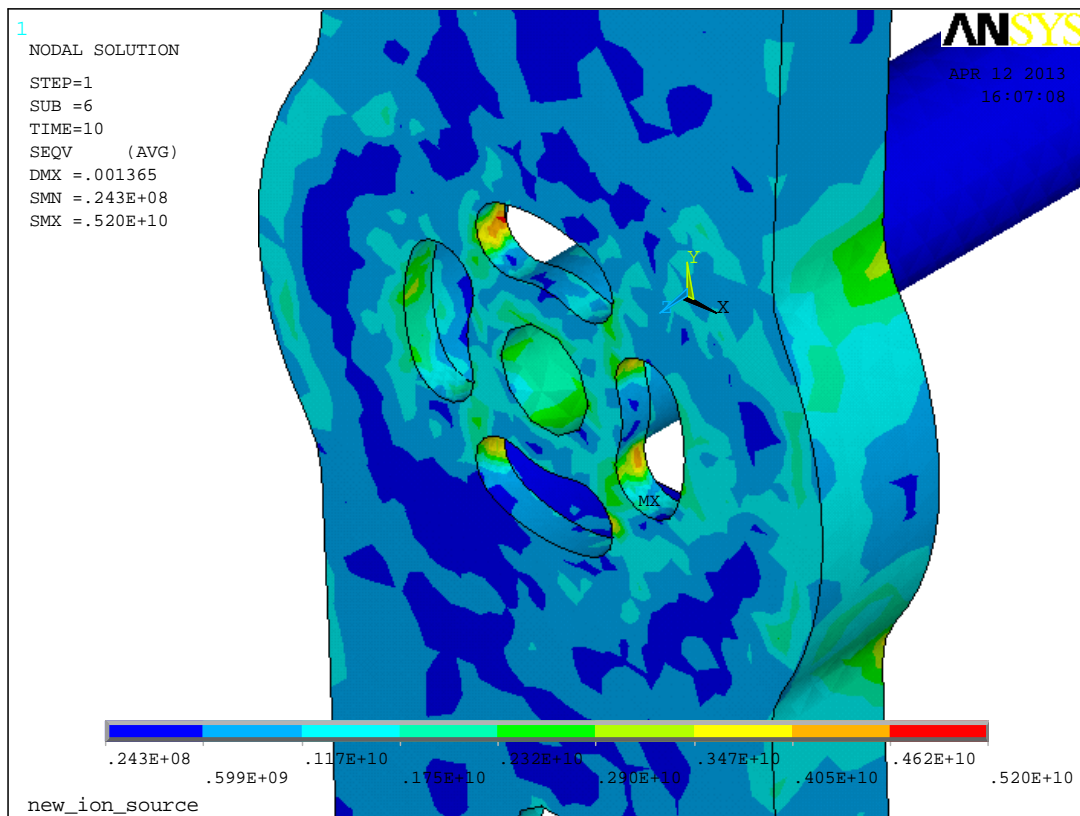 1
ANSYS
NODAL SOLUTION
APR 12 2013
16:07:08
STEP=1
SUB =6
TIME=10
SEQV (AVG)
DMX =.001365
SMN =.243E+08
SMX =.520E+10
Y
Z X
MX
.243E+08 .117E+10 .232E+10 .347E+10 .462E+10
.599E+09 .175E+10 .290E+10 .405E+10 .520E+10
new_ion_source